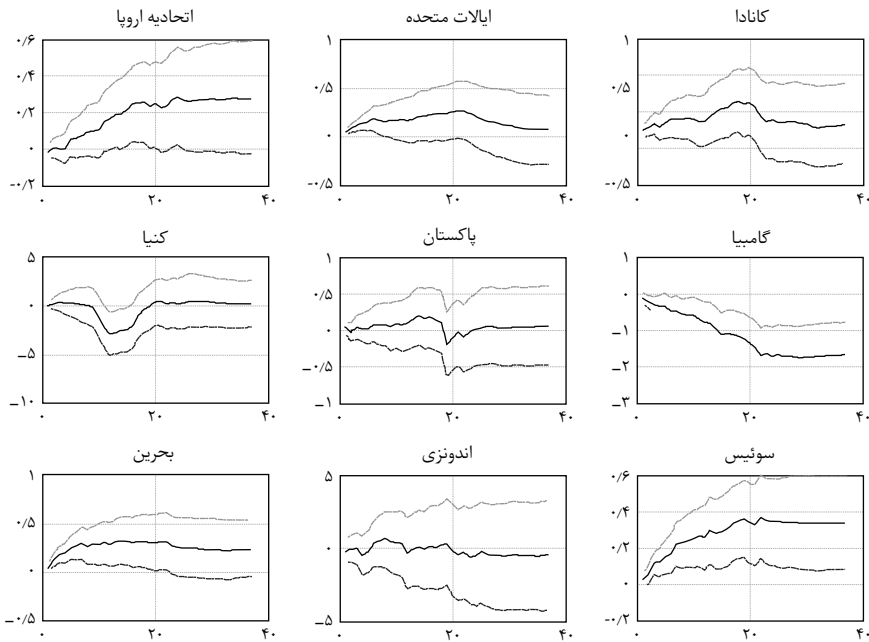 کانادا
ایالات متحده
اتحادیه اروپا
۱
۰/۵
۰
-۰/۵
۰ ۲۰ ۴۰
۱
۰/۵
۰
-۰/۵
۰ ۲۰ ۴۰
۰/۶
۰/۴
۰/۲
۰
-۰/۲
۰ ۲۰ ۴۰
گامبیا
پاکستان
کنیا
۱
۰
-۱
-۲
-۳
۰ ۲۰ ۴۰
۱
۰/۵
۰
-۰/۵
-۱
۰ ۲۰ ۴۰
۵
۰
-۵
-۱۰
۰ ۲۰ ۴۰
سوئیس
اندونزی
بحرین
۰/۶
۰/۴
۰/۲
۰
-۰/۲
۰ ۲۰ ۴۰
۵
۰
-۵
۰ ۲۰ ۴۰
۱
۰/۵
۰
-۰/۵
۰ ۲۰ ۴۰